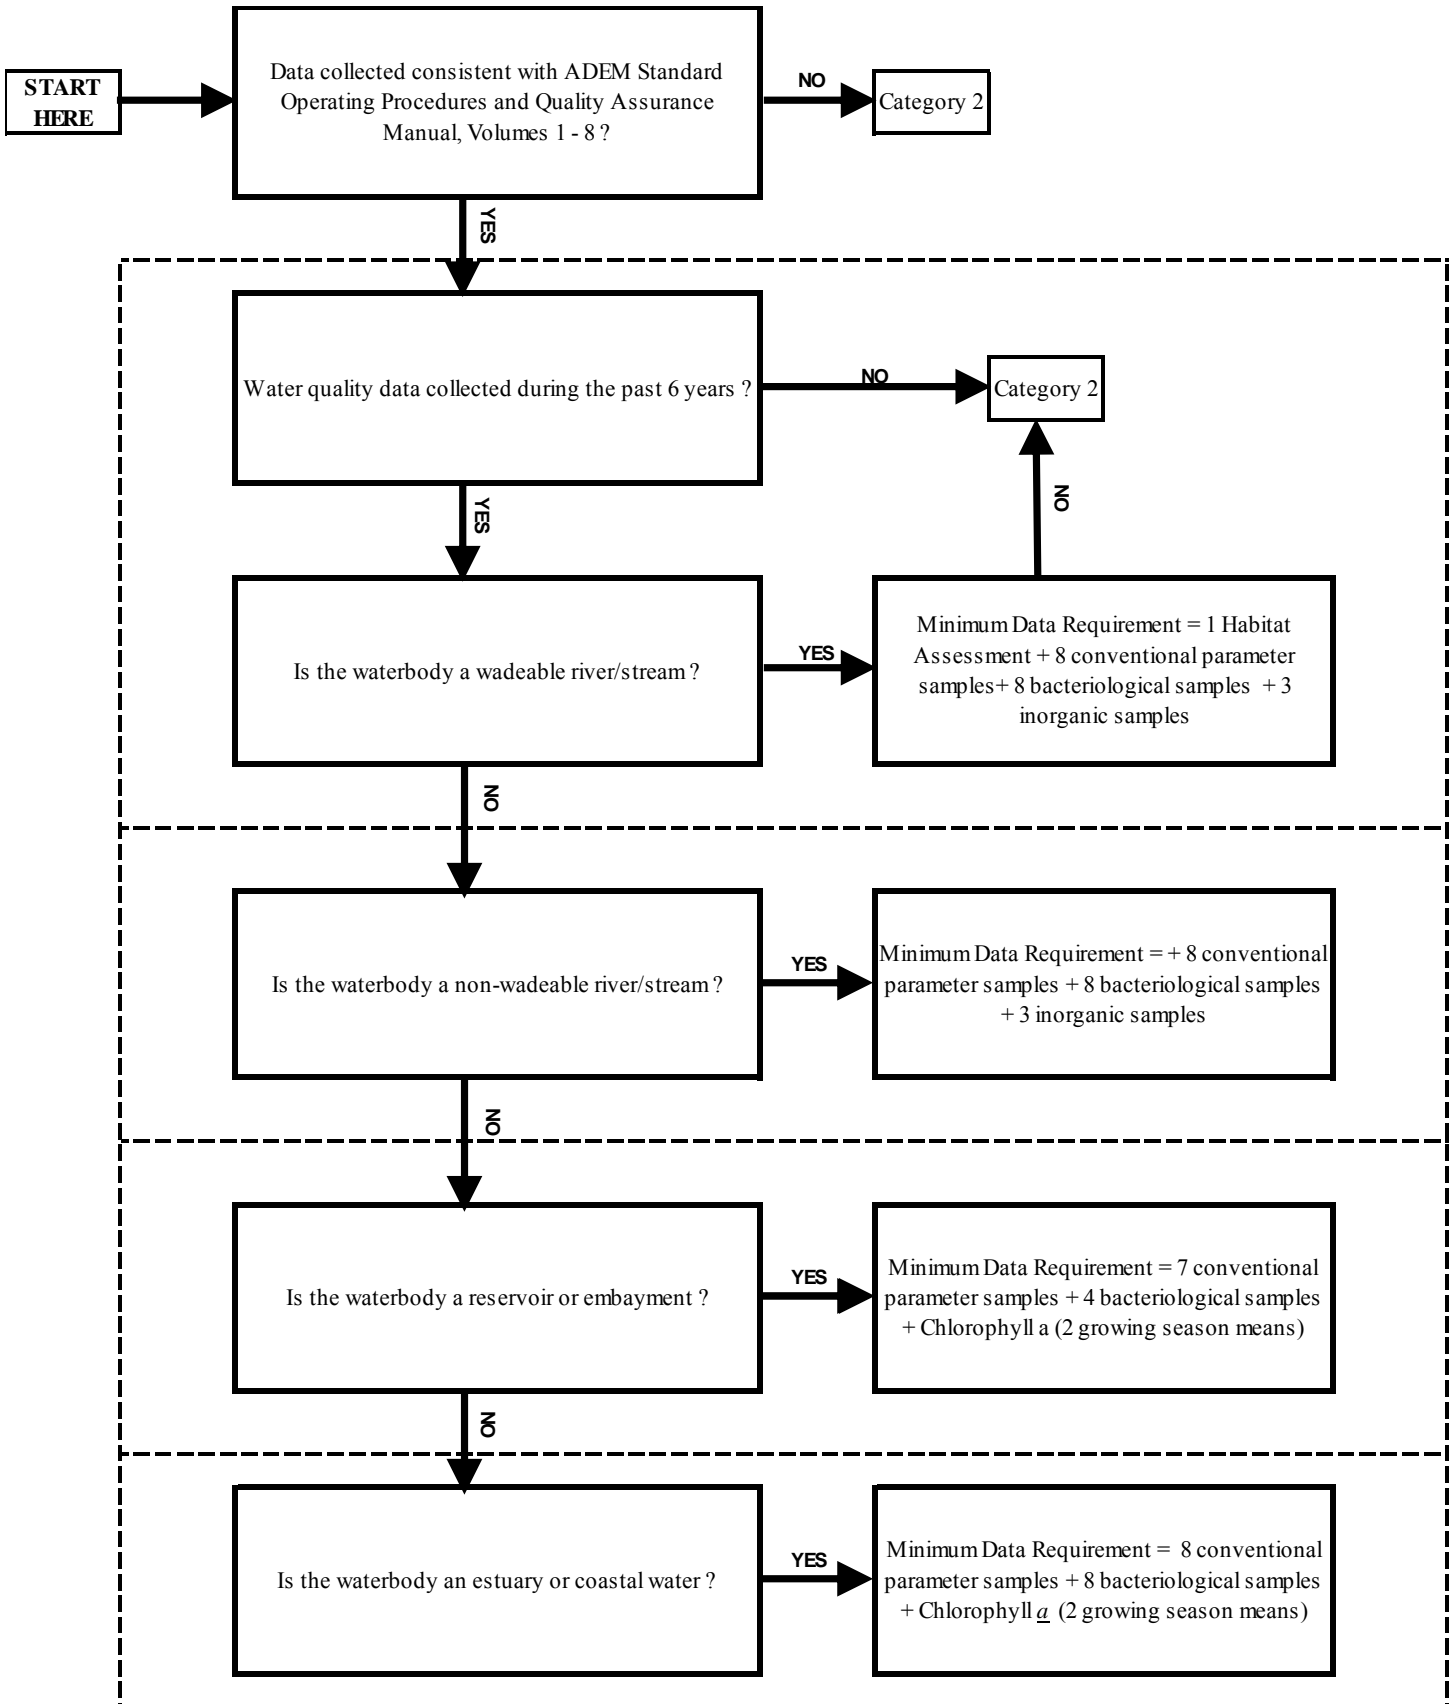 START
HERE
Data collected consistent with ADEM Standard
Operating Procedures and Quality Assurance
Manual, Volumes 1 - 8 ?
NO
Category 2
YES
Water quality data collected during the past 6 years ?
NO
Category 2
NO
YES
Is the waterbody a wadeable river/stream ?
YES
Minimum Data Requirement = 1 Habitat
Assessment + 8 conventional parameter
samples+ 8 bacteriological samples + 3
inorganic samples
NO
Is the waterbody a non-wadeable river/stream ?
YES
Minimum Data Requirement = + 8 conventional
parameter samples + 8 bacteriological samples
+ 3 inorganic samples
NO
Is the waterbody a reservoir or embayment ?
YES
Minimum Data Requirement = 7 conventional
parameter samples + 4 bacteriological samples
+ Chlorophyll a (2 growing season means)
NO
Is the waterbody an estuary or coastal water ?
YES
Minimum Data Requirement = 8 conventional
parameter samples + 8 bacteriological samples
+ Chlorophyll a (2 growing season means)